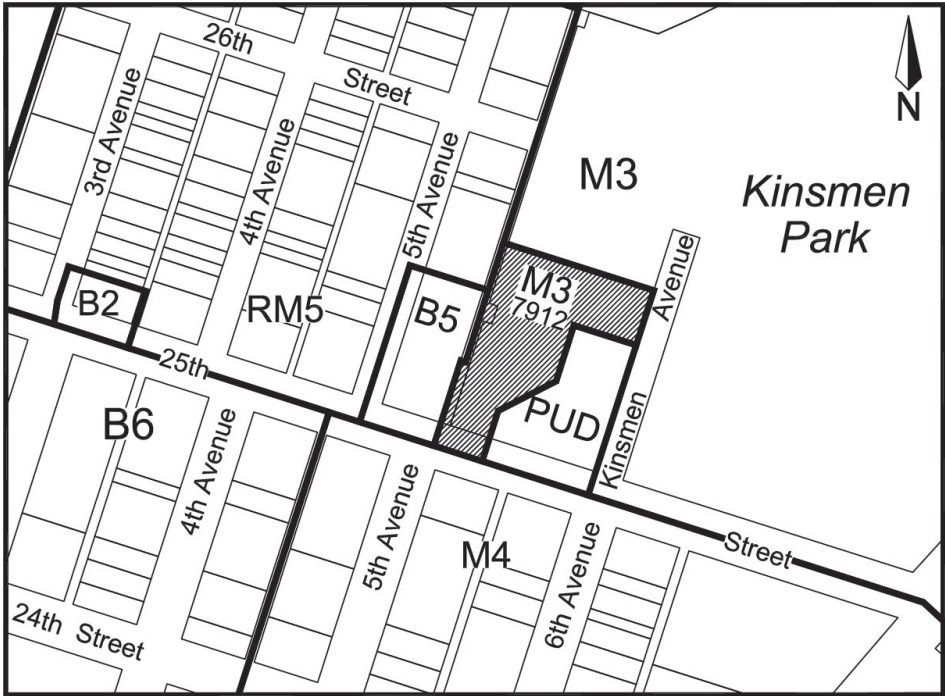 26th
Street
3rd Avenue
4th Avenue
5th Avenue
N
M3
Kinsmen
Park
M3
7912
Avenue
B2
RM5
B5
25th
PUD
Kinsmen
B6
4th Avenue
5th Avenue
M4
6th Avenue
Street
24th Street